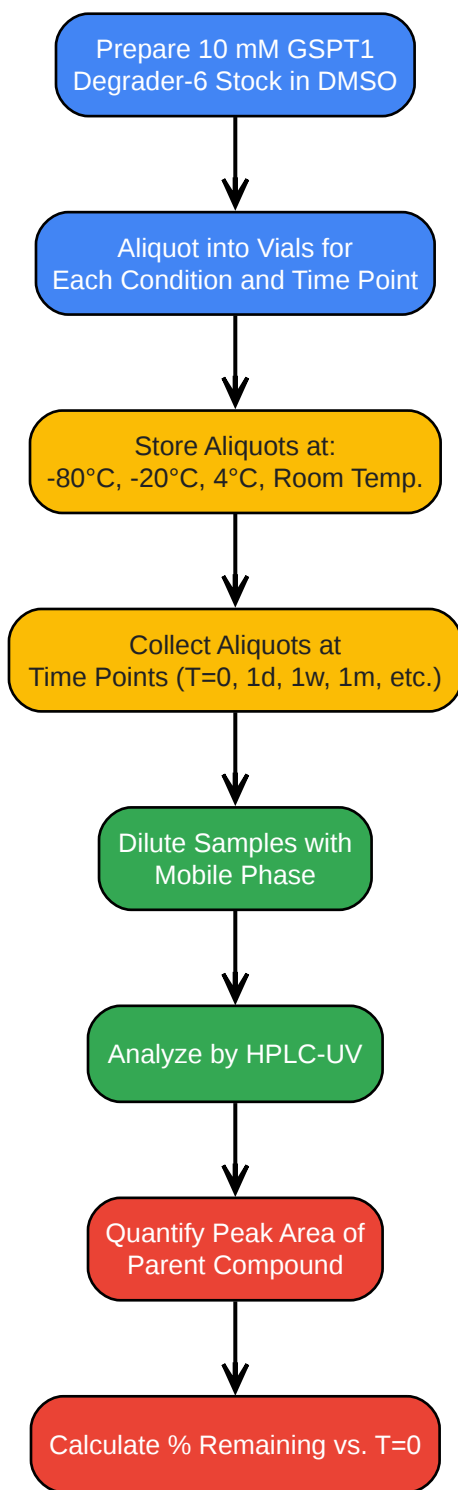 Prepare 10 mM GSPT1
Degrader-6 Stock in DMSO
Aliquot into Vials for
Each Condition and Time Point
Store Aliquots at:
-80°C, -20°C, 4°C, Room Temp.
Collect Aliquots at
Time Points (T=0, 1d, 1w, 1m, etc.)
Dilute Samples with
Mobile Phase
Analyze by HPLC-UV
Quantify Peak Area of
Parent Compound
Calculate % Remaining vs. T=0